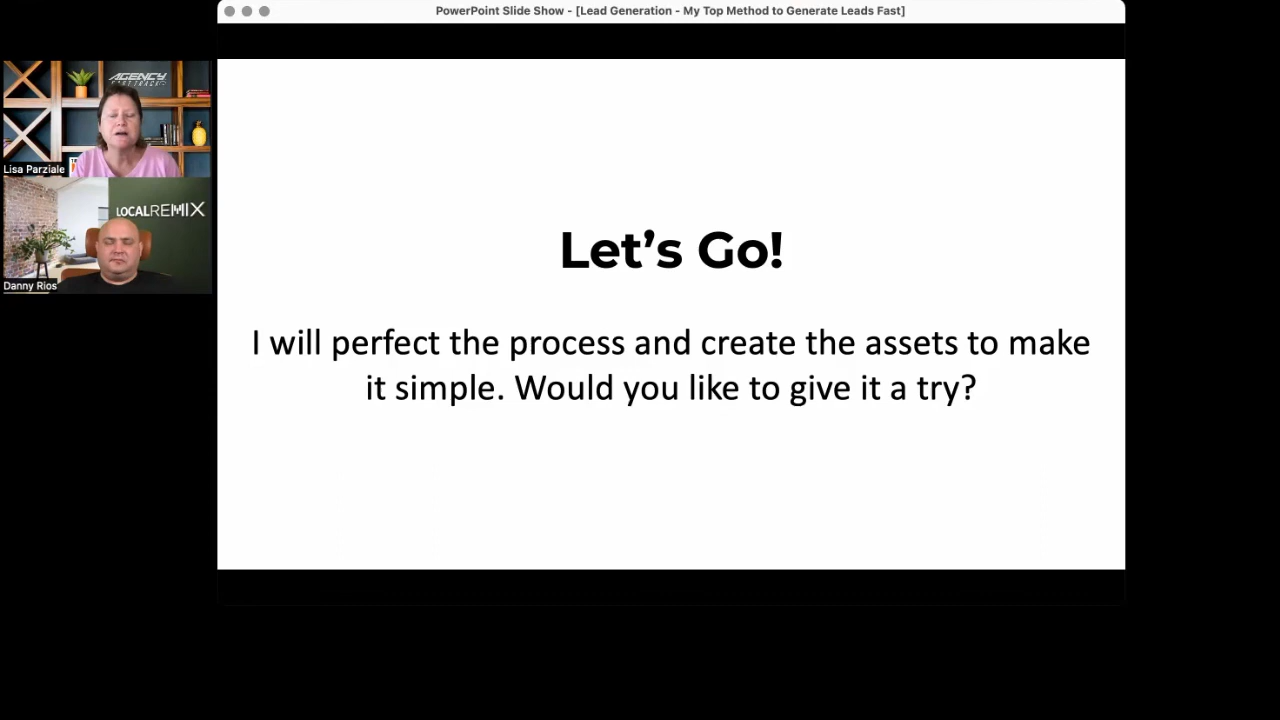 PowerPoint Slide Show - [Lead Generation - My Top Method to Generate Leads Fast]
AGENCY
Lisa Parziale
LOCALREMIX
Danny Rios
Let's Go!
I will perfect the process and create the assets to make
it simple. Would you like to give it a try?